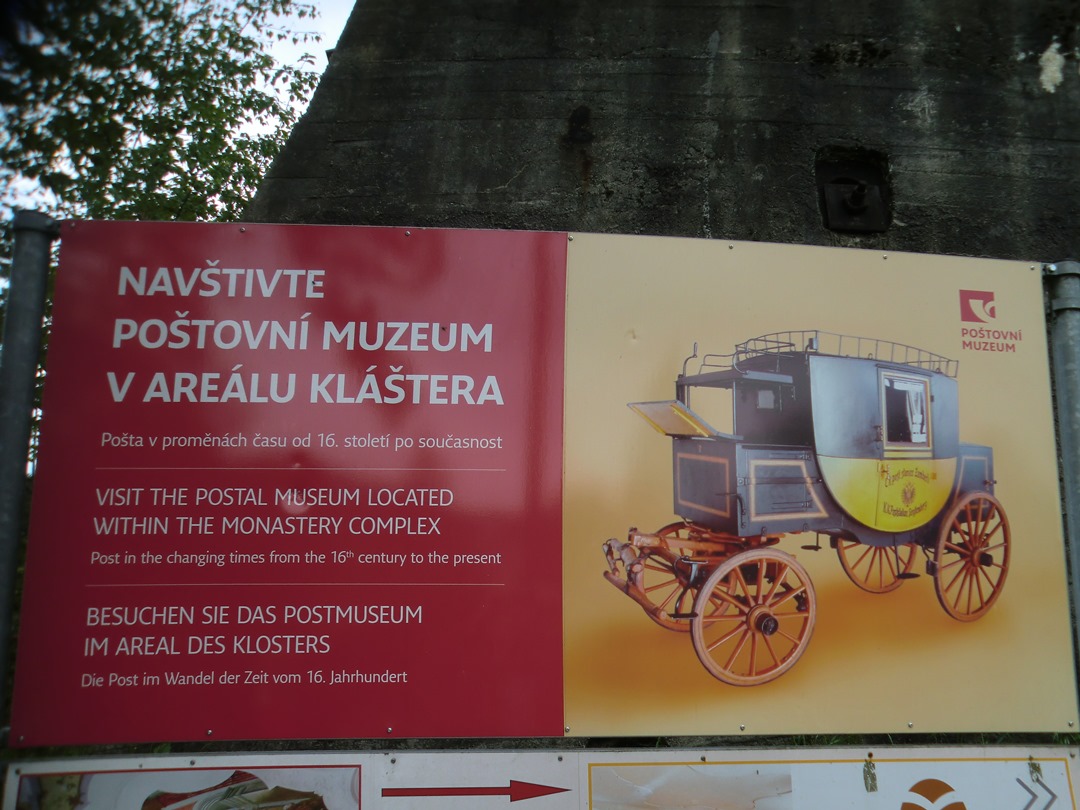 NAVŠTIVTE
POŠTOVNÍ MUZEUM
V AREÁLU KLÁŠTERA
Pošta v proměnách času od 16. století po současnost
VISIT THE POSTAL MUSEUM LOCATED
WITHIN THE MONASTERY COMPLEX
Post in the changing times from the 16th century to the present
BESUCHEN SIE DAS POSTMUSEUM
IM AREAL DES KLOSTERS
Die Post im Wandel der Zeit vom 16. Jahrhundert
POŠTOVNÍ
MUZEUM